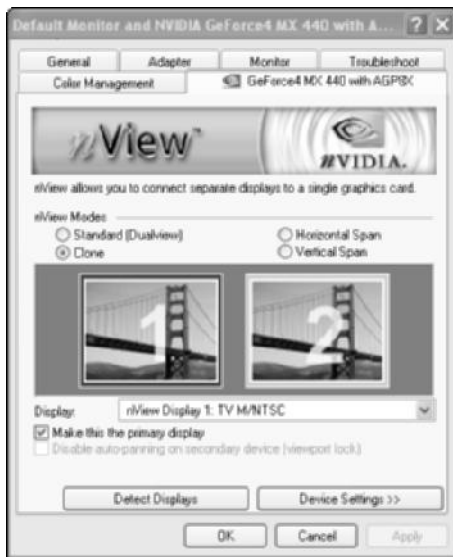 Default Monitor and NVIDIA GeForce4 MX 440 with A...
General Adapter Monitor Troubleshoot
Color Management GeForce4 MX 440 with AGP8X
nView™
NVIDIA.
nView allows you to connect separate displays to a single graphics card.
nView Modes
Standard (Dualview) Horizontal Span
Clone Vertical Span
1 2
Display: nView Display 1: TV M/NTSC
Make this the primary display
Disable auto-panning on secondary device (viewport lock)
Detect Displays Device Settings >>
OK Cancel Apply